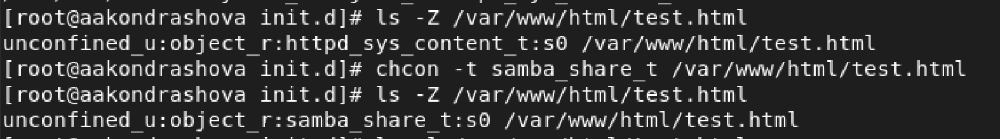 [root@aakondrashova init.d]# ls -Z /var/www/html/test.html
unconfined_u:object_r:httpd_sys_content_t:s0 /var/www/html/test.html
[root@aakondrashova init.d]# chcon -t samba_share_t /var/www/html/test.html
[root@aakondrashova init.d]# ls -Z /var/www/html/test.html
unconfined_u:object_r:samba_share_t:s0 /var/www/html/test.html